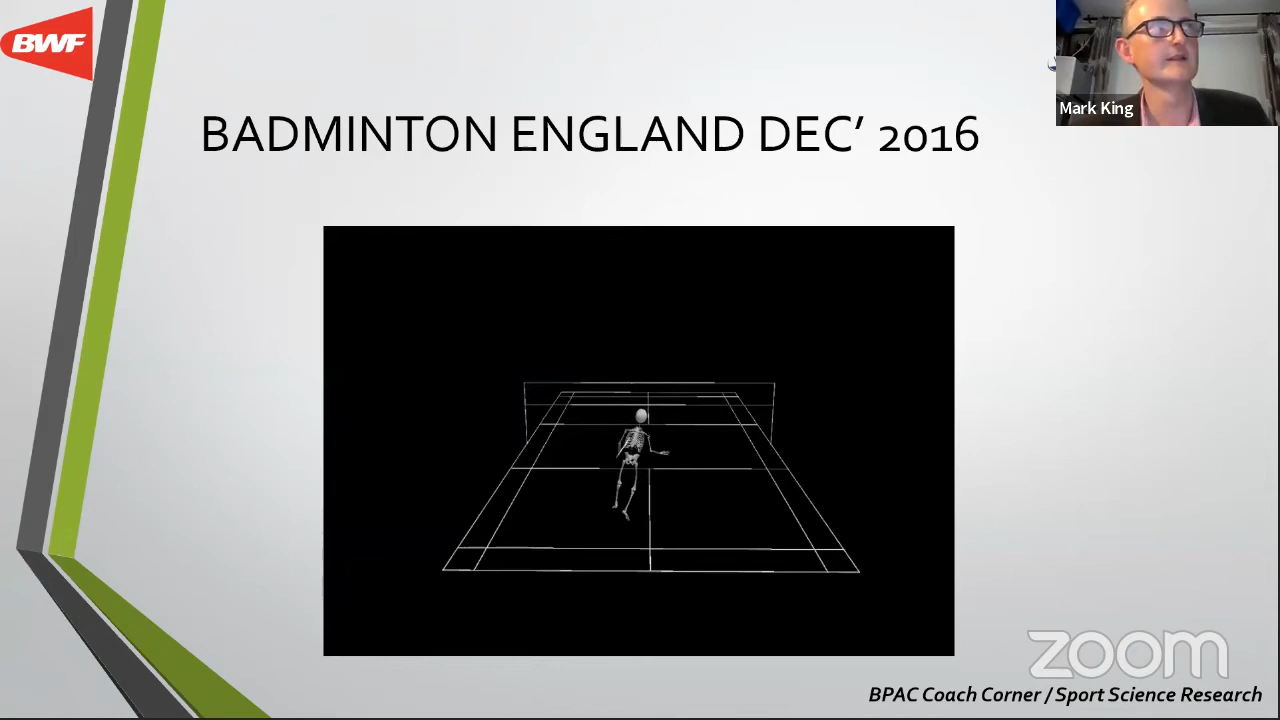 BWF
Mark King
BADMINTON ENGLAND DEC’ 2016
zoom
BPAC Coach Corner / Sport Science Research